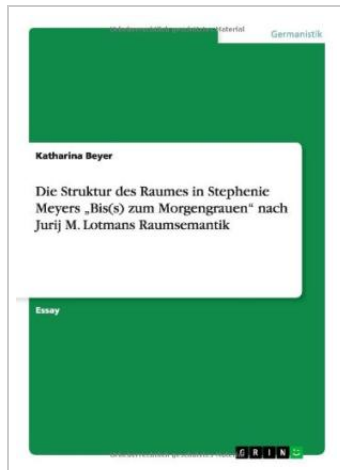 Germanistik
Katharina Beyer
Die Struktur des Raumes in Stephenie
Meyers „Bis(s) zum Morgengrauen“ nach
Jurij M. Lotmans Raumsemantik
Essay
GRIN